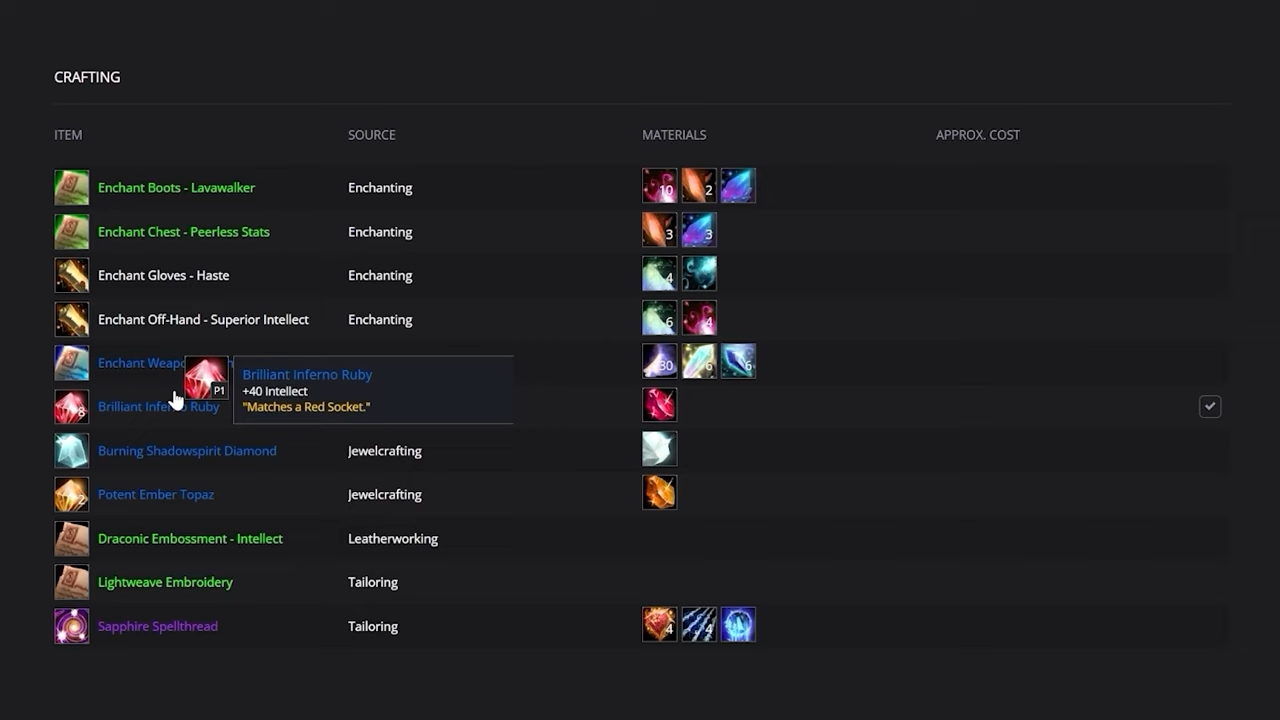 CRAFTING
ITEM SOURCE MATERIALS APPROX. COST
Enchant Boots - Lavawalker Enchanting 10 2
Enchant Chest - Peerless Stats Enchanting 3 3
Enchant Gloves - Haste Enchanting 4
Enchant Off-Hand - Superior Intellect Enchanting 6 4
Enchant 30 6 6
P1
Brilliant Inferno Ruby
+40 Intellect
"Matches a Red Socket."
8 Brilliant Ruby
Burning Shadowspirit Diamond Jewelcrafting
2 Potent Ember Topaz Jewelcrafting
Draconic Embossment - Intellect Leatherworking
Lightweave Embroidery Tailoring
Sapphire Spellthread Tailoring 4 4